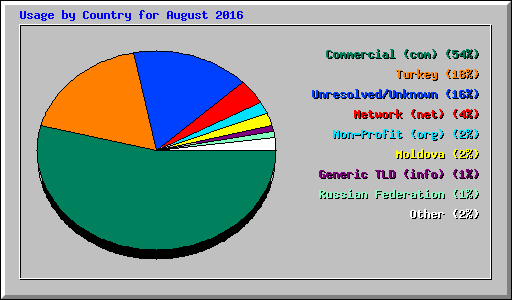 Usage by Country for August 2016
Commercial (com) (54%)
Turkey (18%)
Unresolved/Unknown (16%)
Network (net) (4%)
Non-Profit (org) (2%)
Moldova (2%)
Generic TLD (info) (1%)
Russian Federation (1%)
Other (2%)